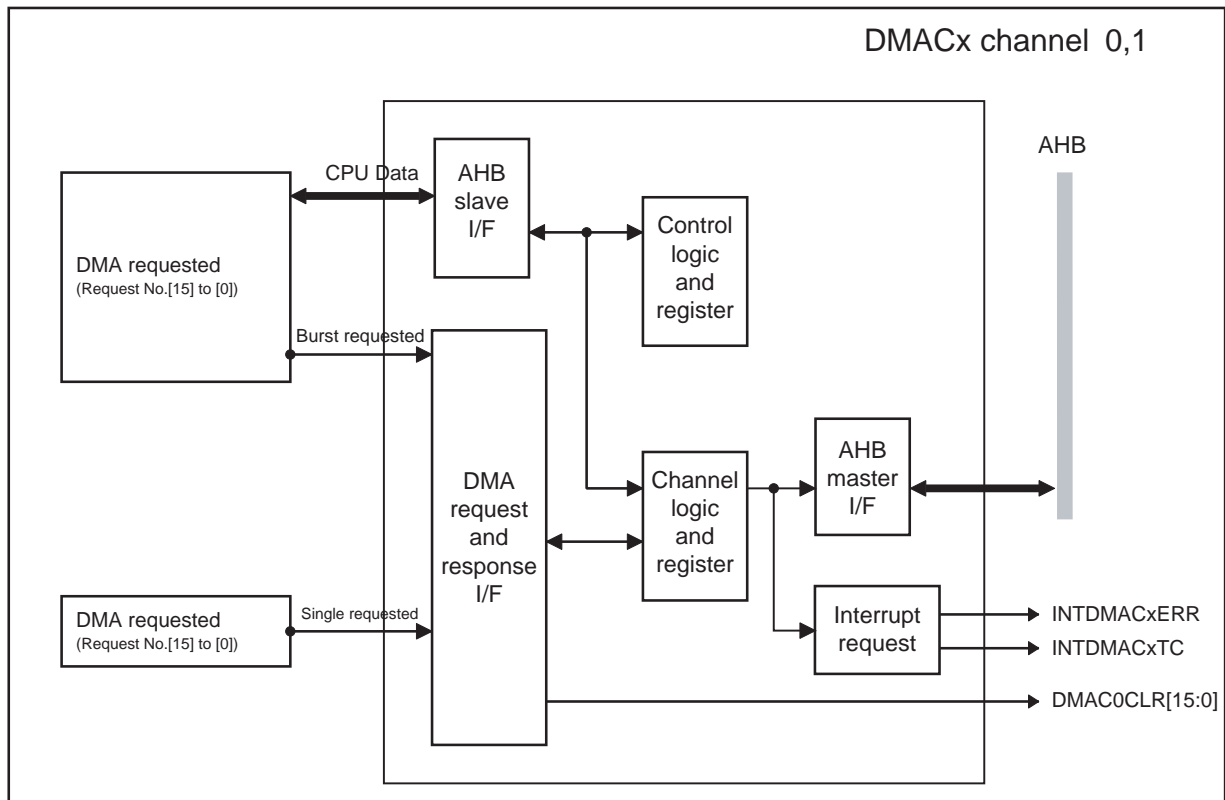 DMACx channel 0,1
AHB
CPU Data
AHB
slave
I/F
Control
logic
and
register
DMA requested
(Request No.[15] to [0])
Burst requested
DMA
request
and
response
I/F
Channel
logic
and
register
AHB
master
I/F
DMA requested
(Request No.[15] to [0])
Single requested
Interrupt
request
INTDMACxERR
INTDMACxTC
DMAC0CLR[15:0]